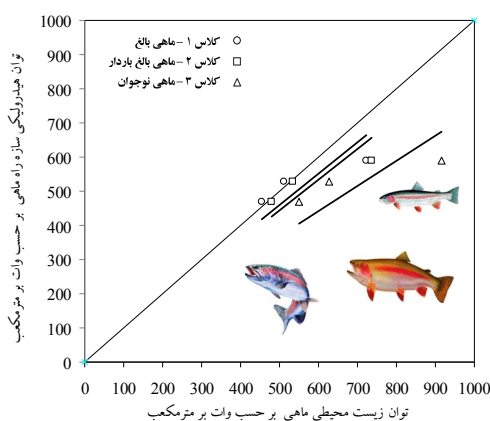 کلاس ۱ -ماهی بالغ
کلاس ۲ -ماهی بالغ باردار
کلاس ۳ -ماهی نوجوان
توان هیدرولیکی سازه راه ماهی بر حسب وات بر مترمکعب
1000
900
800
700
600
500
400
300
200
100
0
0 100 200 300 400 500 600 700 800 900 1000
توان زیست محیطی ماهی بر حسب وات بر مترمکعب